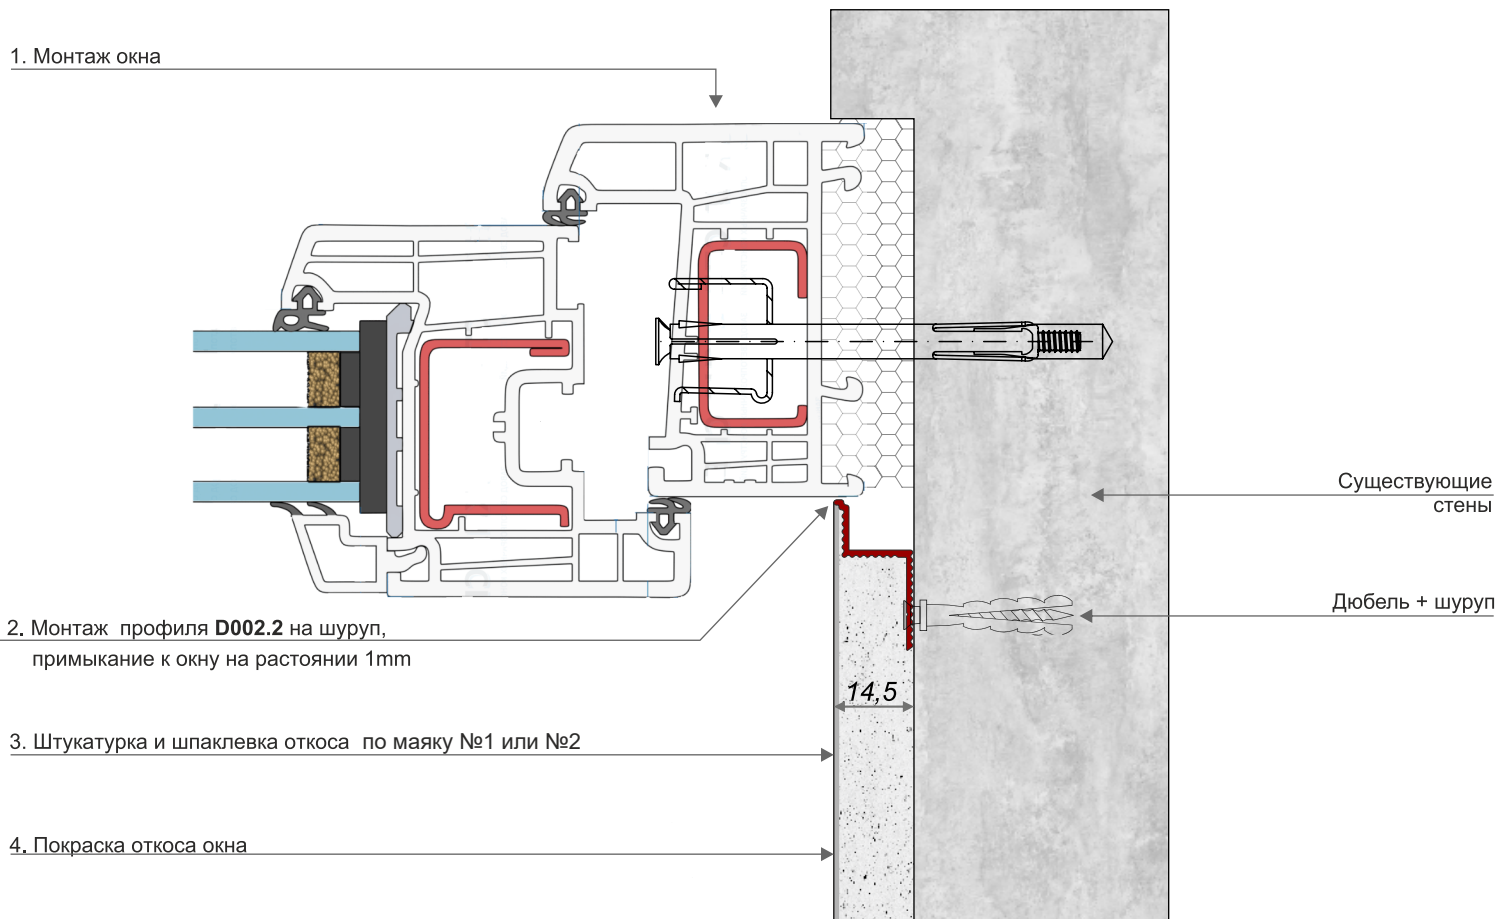 1. Монтаж окна
Существующие
стены
Дюбель + шуруп
2. Монтаж профиля D002.2 на шуруп,
примыкание к окну на растоянии 1mm
14,5
3. Штукатурка и шпаклевка откоса по маяку №1 или №2
4. Покраска откоса окна